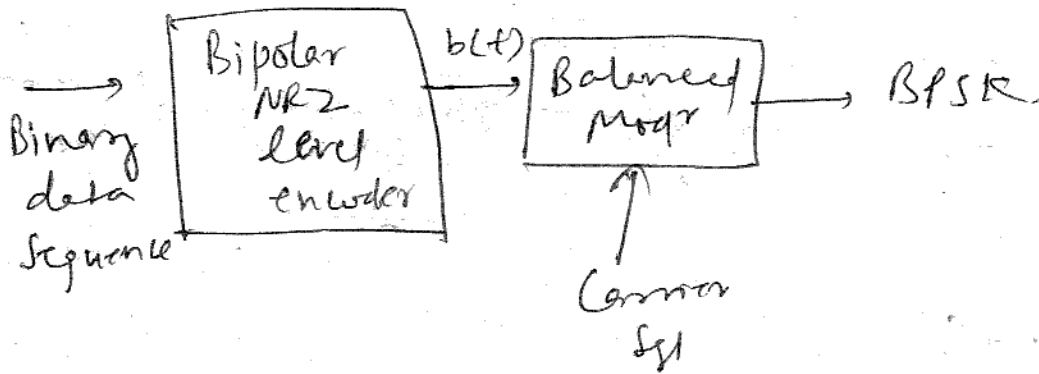 Binary
data
Sequence
Bipolar
NRZ
level
encoder
b(t)
Balanced
Modr
BPSK.
Carrier
Sgl